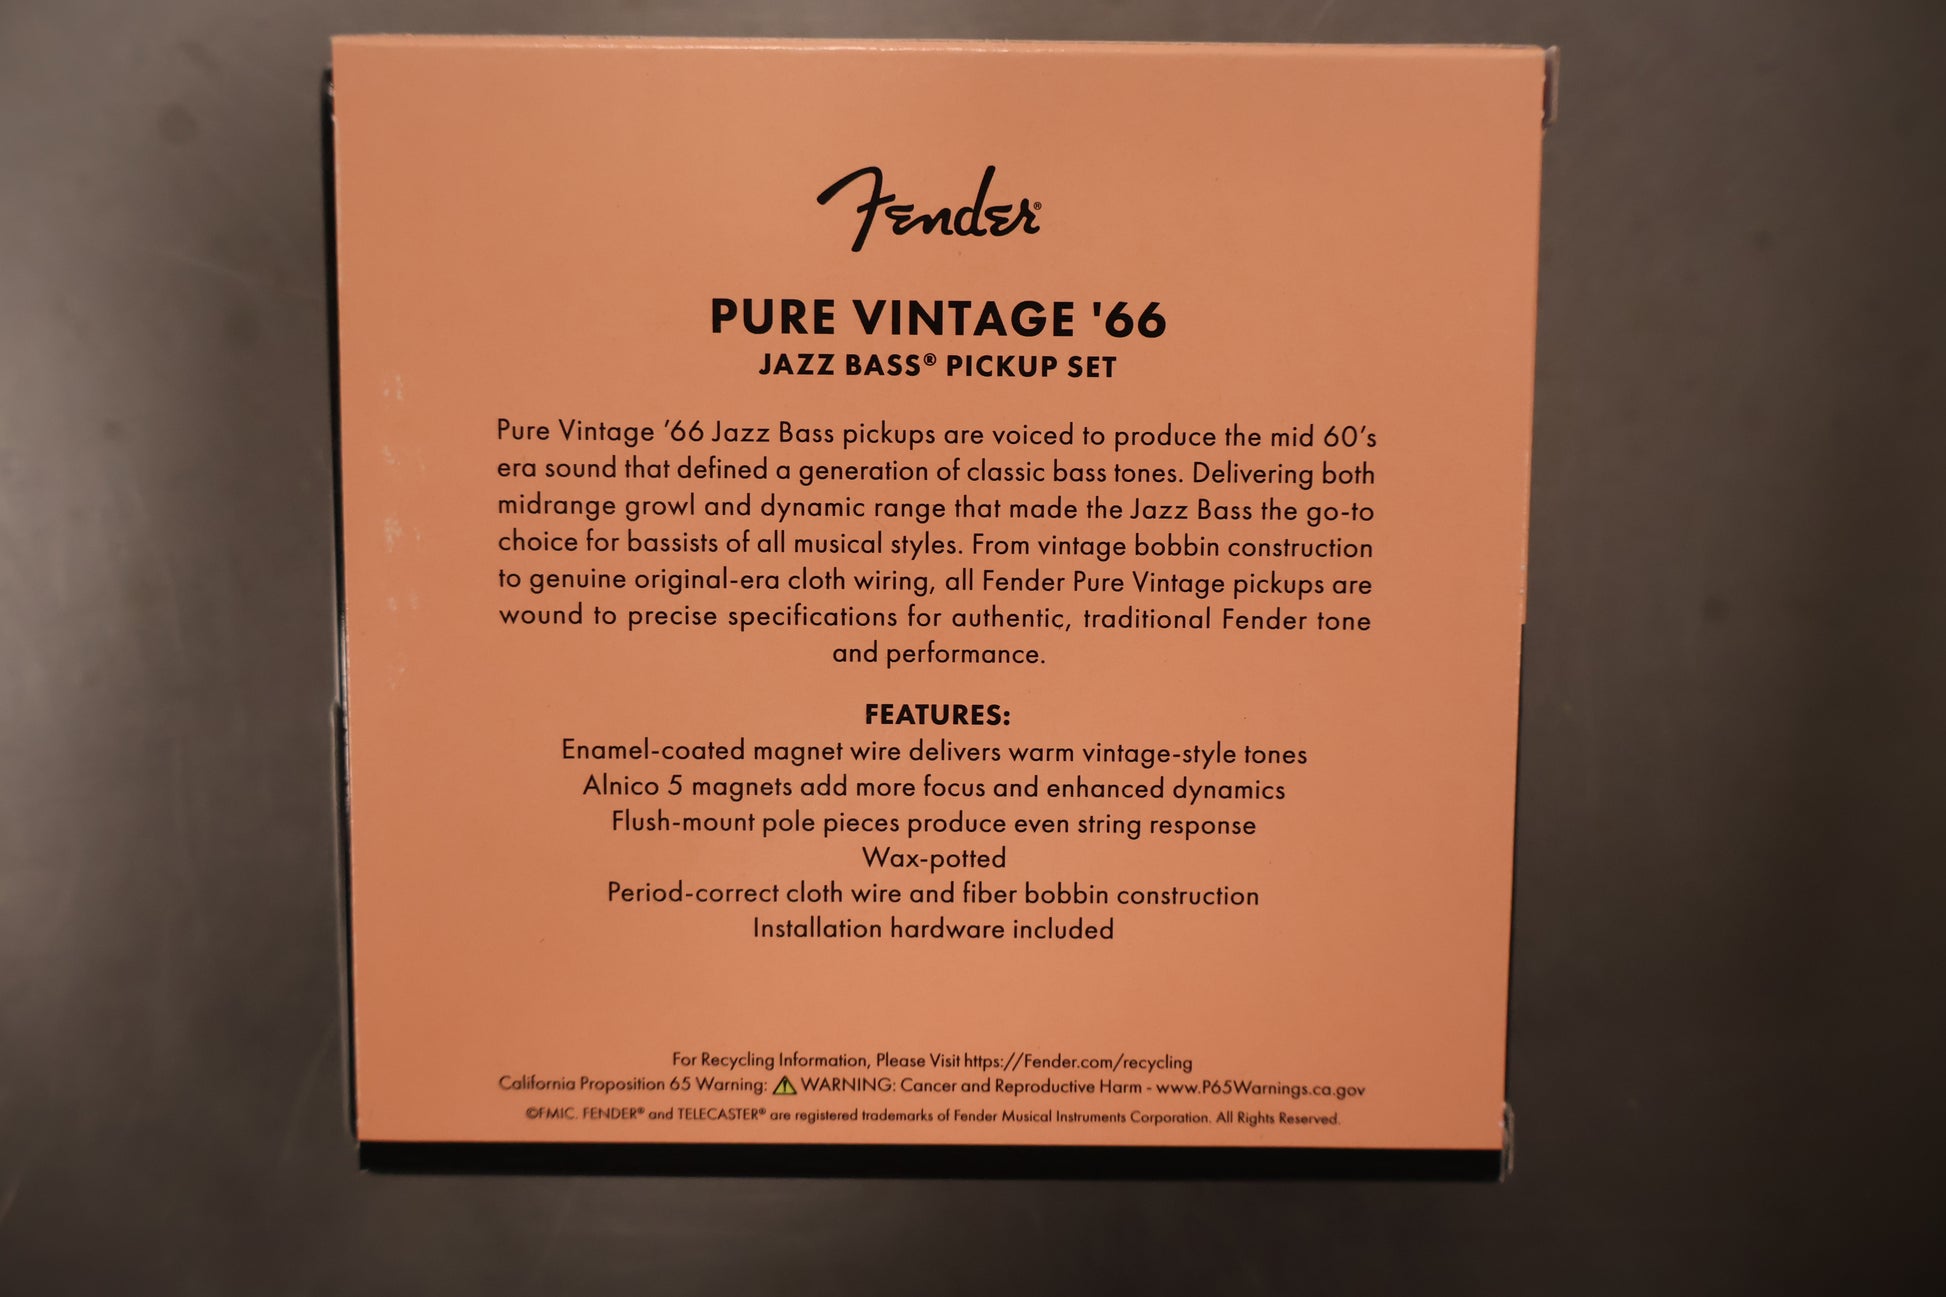 Fender®
PURE VINTAGE '66
JAZZ BASS® PICKUP SET
Pure Vintage '66 Jazz Bass pickups are voiced to produce the mid 60's
era sound that defined a generation of classic bass tones. Delivering both
midrange growl and dynamic range that made the Jazz Bass the go-to
choice for bassists of all musical styles. From vintage bobbin construction
to genuine original-era cloth wiring, all Fender Pure Vintage pickups are
wound to precise specifications for authentic, traditional Fender tone
and performance.
FEATURES:
Enamel-coated magnet wire delivers warm vintage-style tones
Alnico 5 magnets add more focus and enhanced dynamics
Flush-mount pole pieces produce even string response
Wax-potted
Period-correct cloth wire and fiber bobbin construction
Installation hardware included
For Recycling Information, Please Visit https://Fender.com/recycling
California Proposition 65 Warning: ⚠ WARNING: Cancer and Reproductive Harm - www.P65Warnings.ca.gov
©FMIC. FENDER® and TELECASTER® are registered trademarks of Fender Musical Instruments Corporation. All Rights Reserved.